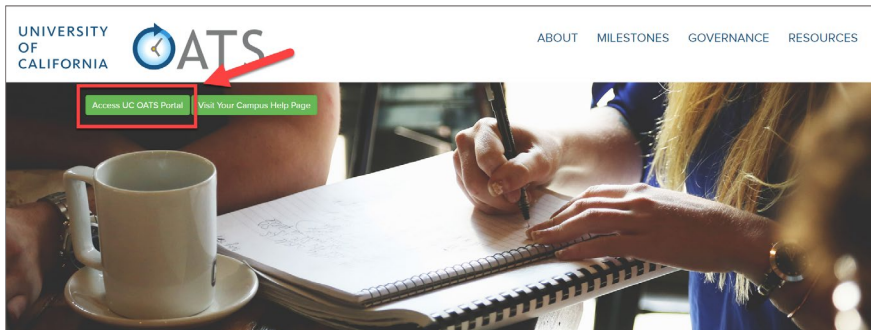 UNIVERSITY
OF
CALIFORNIA
OATS
ABOUT MILESTONES GOVERNANCE RESOURCES
Access UC OATS Portal Visit Your Campus Help Page